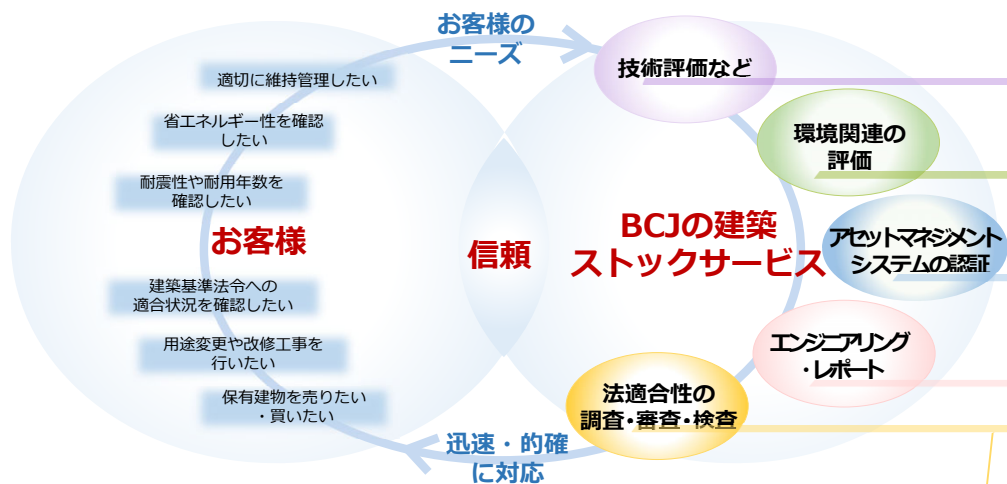 お客様の
ニーズ
適切に維持管理したい
省エネルギー性を確認
したい
耐震性や耐用年数を
確認したい
お客様
建築基準法令への
適合状況を確認したい
用途変更や改修工事を
行いたい
保有建物を売りたい
・買いたい
信頼
BCJの建築
ストックサービス
技術評価など
環境関連の
評価
アセットマネジメント
システムの認証
エンジニアリング
・レポート
法適合性の
調査・審査・検査
迅速・的確
に対応